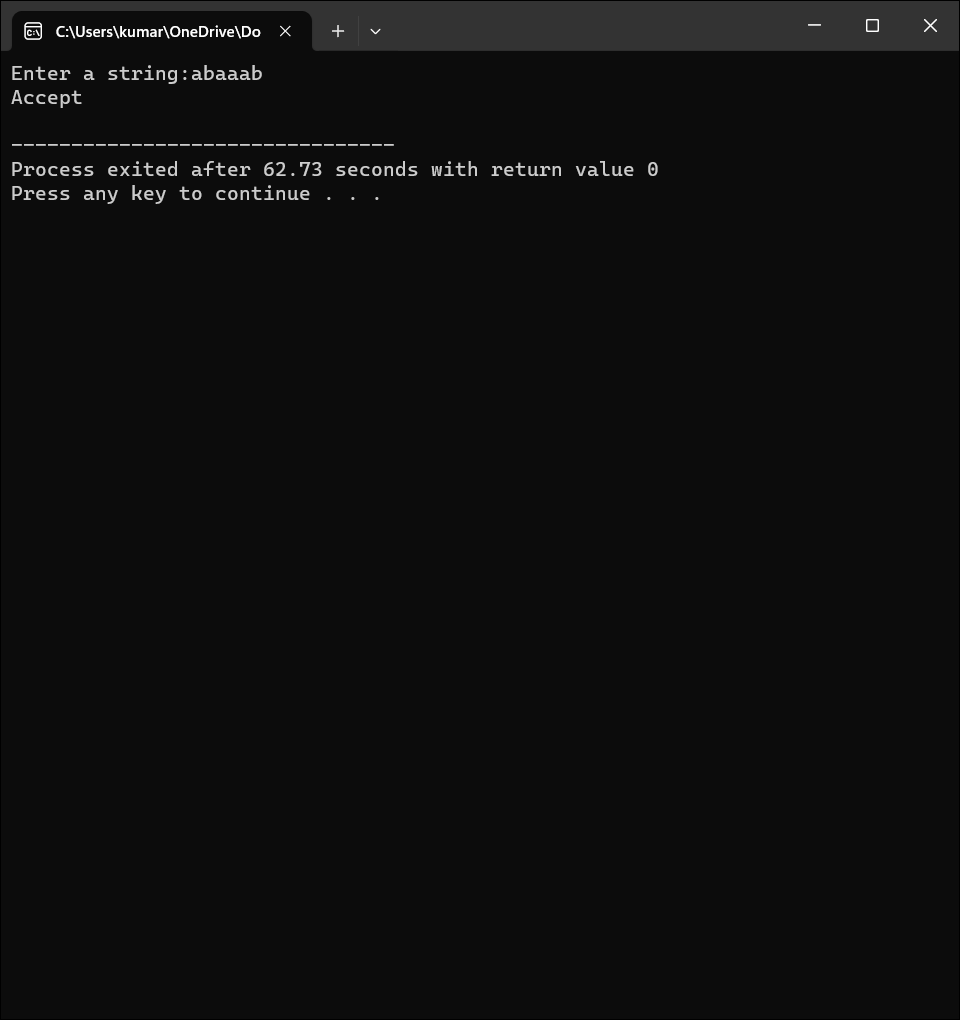 C:\Users\kumar\OneDrive\Do
Enter a string:abaaab
Accept
--------------------------------
Process exited after 62.73 seconds with return value 0
Press any key to continue . . .